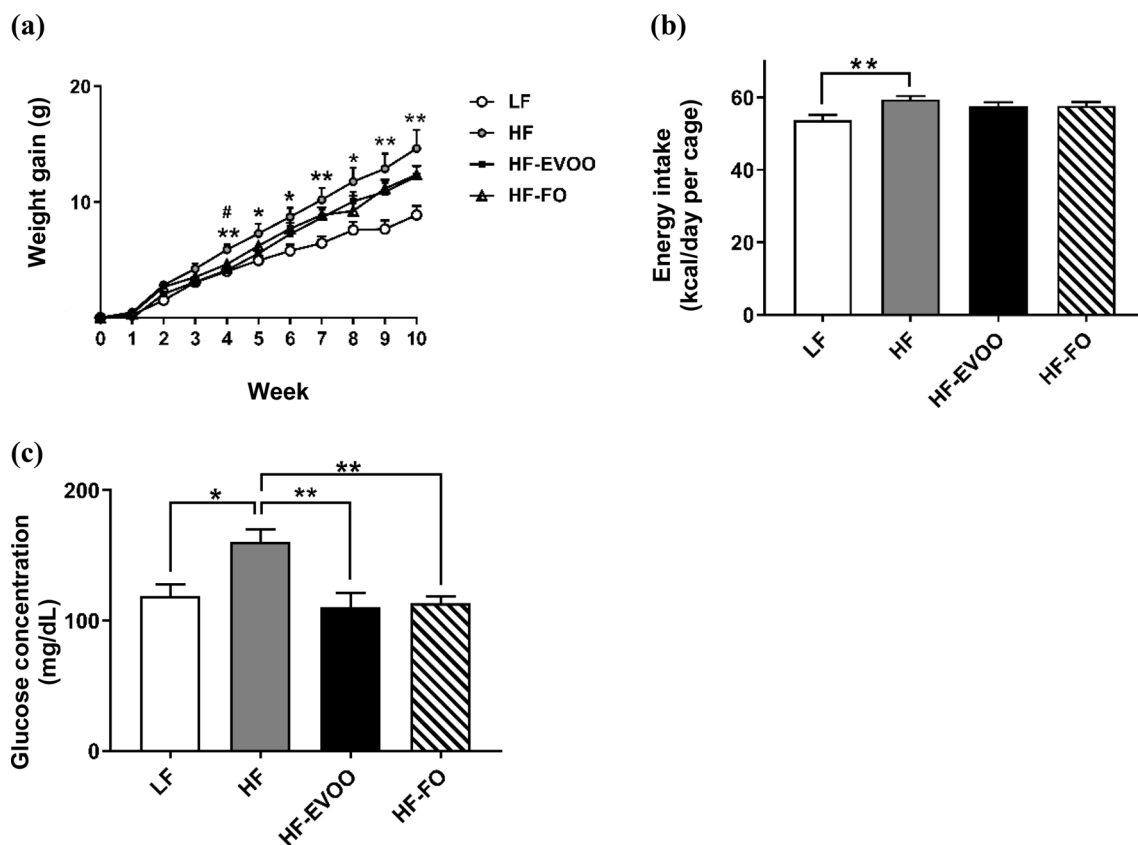 (a)
Weight gain (g)
20
10
0 1 2 3 4 5 6 7 8 9 10
Week
#
** * * ** * ** **
LF
HF
HF-EVOO
HF-FO
(b)
Energy intake
(kcal/day per cage)
60
40
20
0
**
LF HF HF-EVOO HF-FO
(c)
Glucose concentration
(mg/dL)
200
100
0
* ** **
LF HF HF-EVOO HF-FO